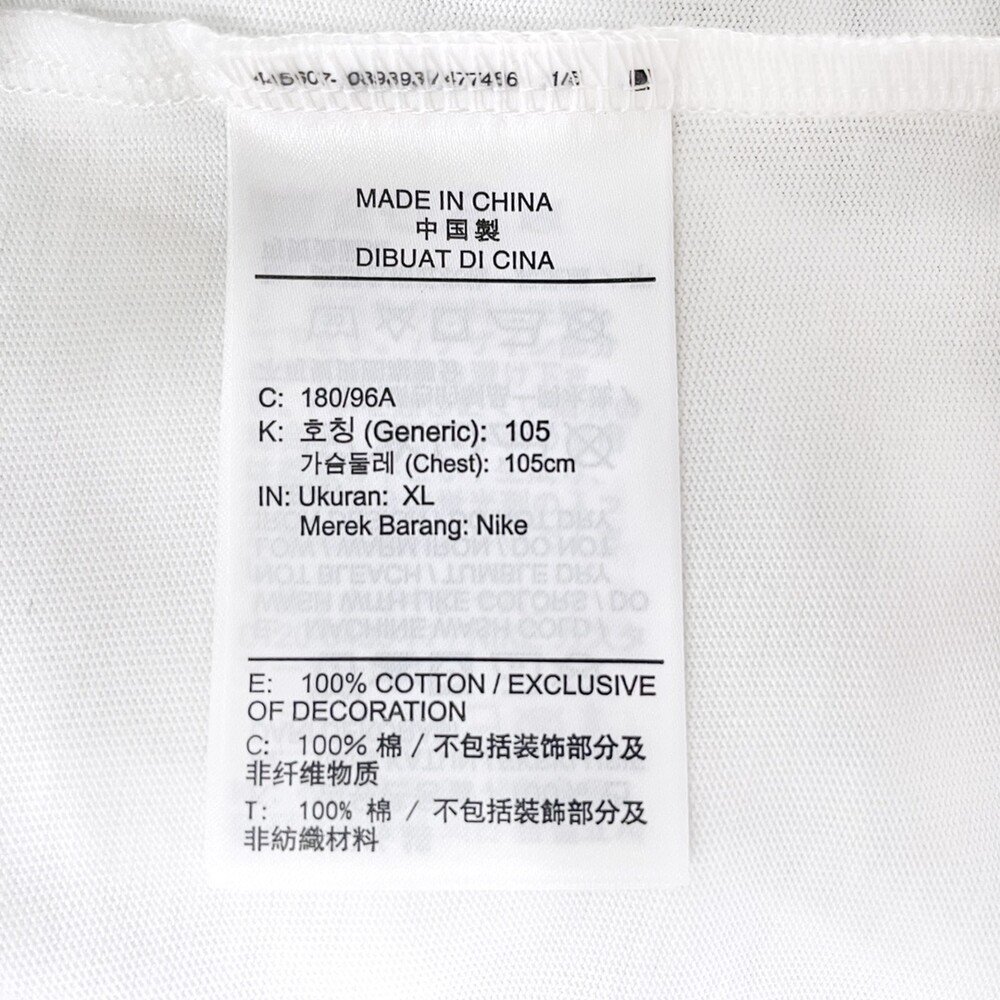 MADE IN CHINA
中国製
DIBUAT DI CINA
C: 180/96A
K: 호칭 (Generic): 105
가슴둘레 (Chest): 105cm
IN: Ukuran: XL
Merek Barang: Nike
E: 100% COTTON / EXCLUSIVE
OF DECORATION
C: 100% 棉 / 不包括装饰部分及
非纤维物质
T: 100% 棉 / 不包括裝飾部分及
非紡織材料